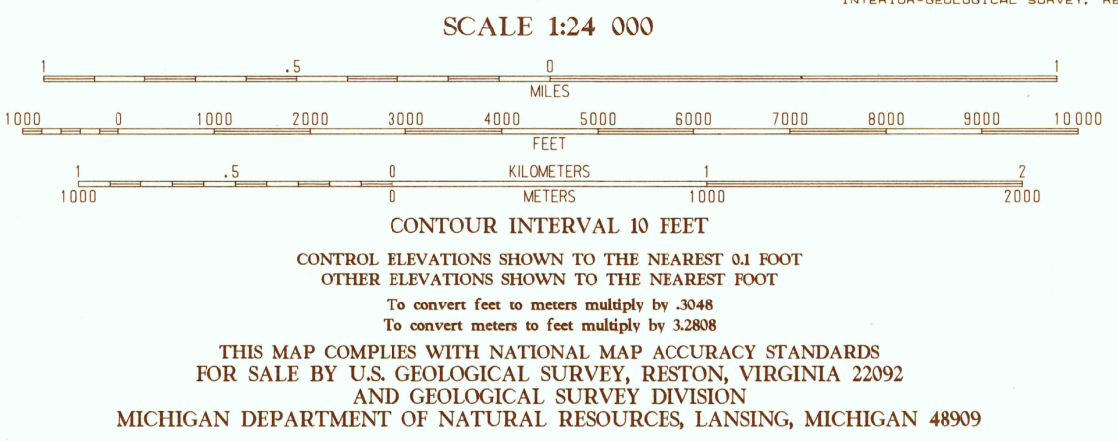 INTERIOR-GEOLOGICAL SURVEY, RE
SCALE 1:24 000
1 .5 0 1
MILES
1000 0 1000 2000 3000 4000 5000 6000 7000 8000 9000 10 000
FEET
1 .5 0 KILOMETERS 1 2
1000 0 METERS 1000 2000
CONTOUR INTERVAL 10 FEET
CONTROL ELEVATIONS SHOWN TO THE NEAREST 0.1 FOOT
OTHER ELEVATIONS SHOWN TO THE NEAREST FOOT
To convert feet to meters multiply by .3048
To convert meters to feet multiply by 3.2808
THIS MAP COMPLIES WITH NATIONAL MAP ACCURACY STANDARDS
FOR SALE BY U.S. GEOLOGICAL SURVEY, RESTON, VIRGINIA 22092
AND GEOLOGICAL SURVEY DIVISION
MICHIGAN DEPARTMENT OF NATURAL RESOURCES, LANSING, MICHIGAN 48909